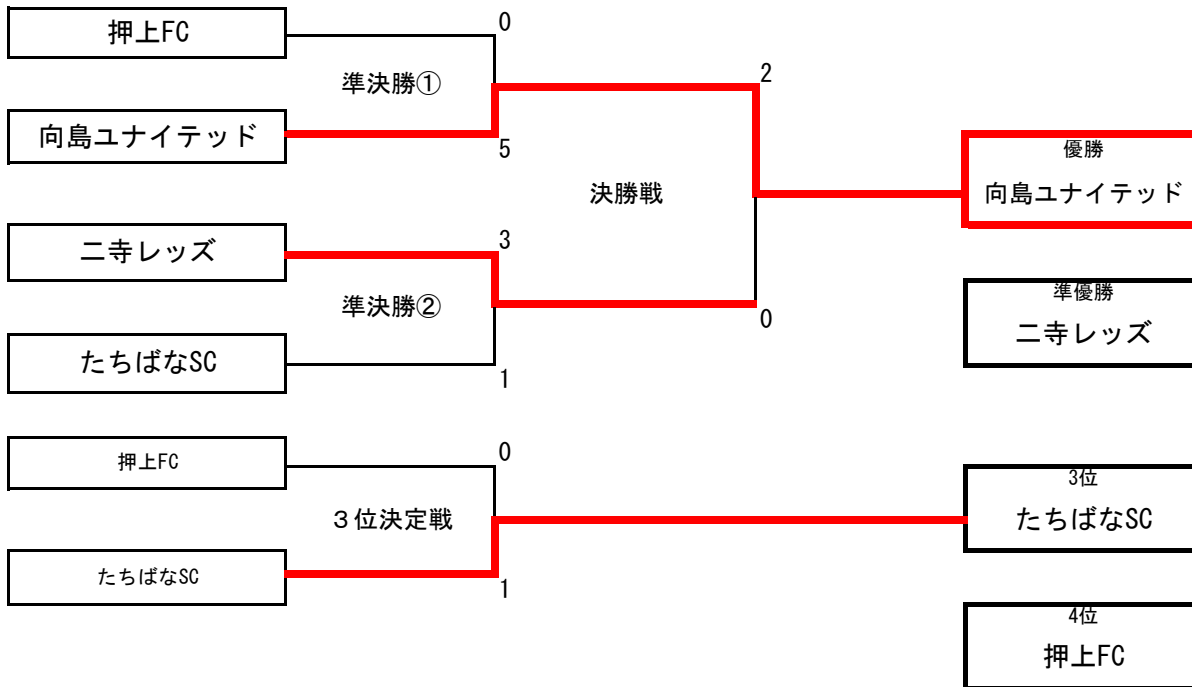 押上FC
0
準決勝①
向島ユナイテッド
5
2
決勝戦
優勝
向島ユナイテッド
二寺レッズ
3
準決勝②
0
準優勝
二寺レッズ
たちばなSC
1
押上FC
0
３位決定戦
3位
たちばなSC
たちばなSC
1
4位
押上FC